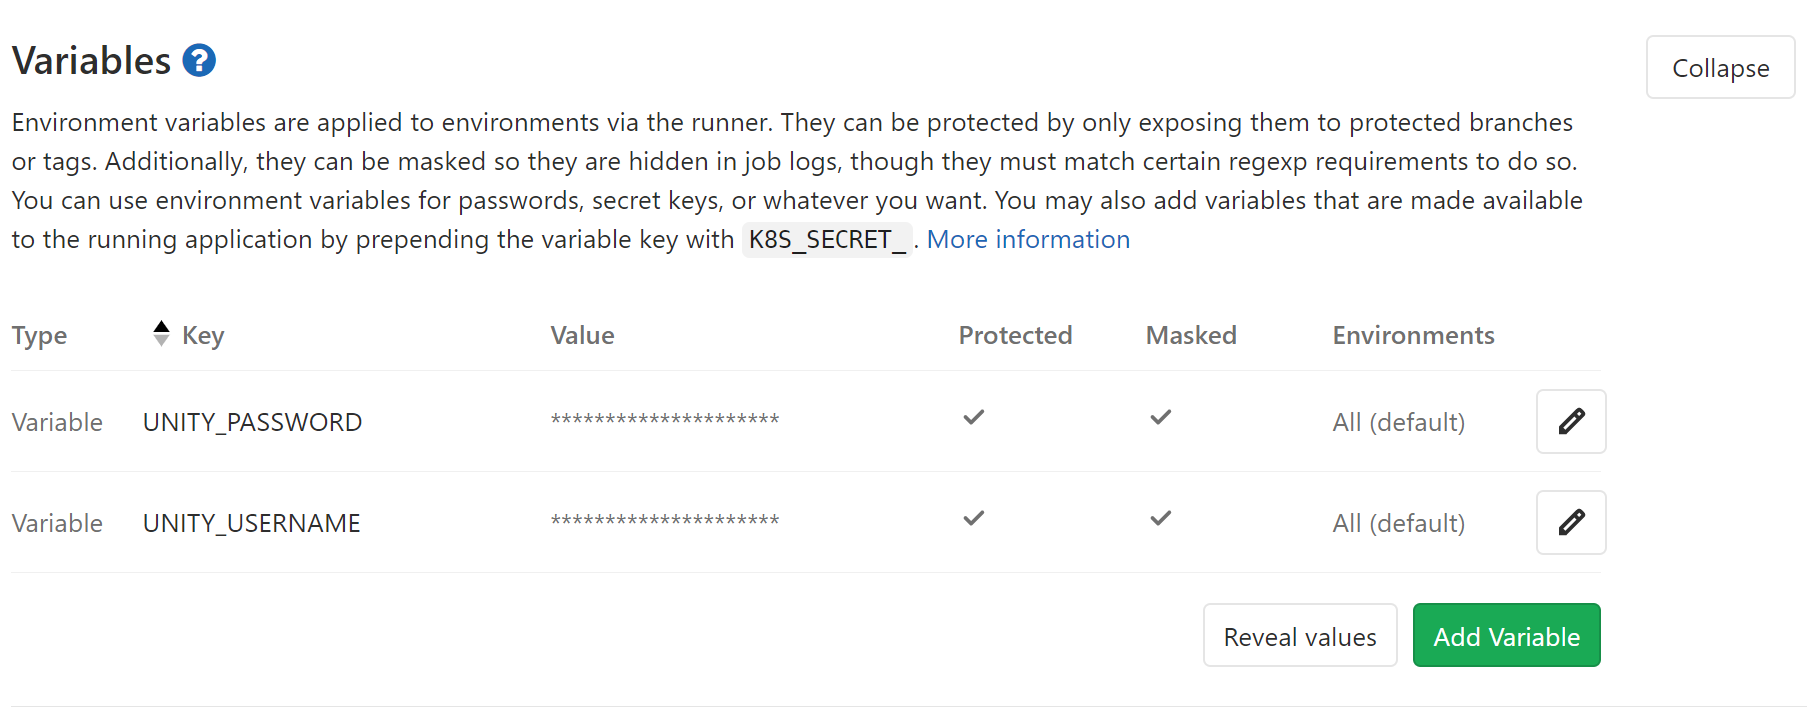 Variables ?
Collapse
Environment variables are applied to environments via the runner. They can be protected by only exposing them to protected branches
or tags. Additionally, they can be masked so they are hidden in job logs, though they must match certain regexp requirements to do so.
You can use environment variables for passwords, secret keys, or whatever you want. You may also add variables that are made available
to the running application by prepending the variable key with K8S_SECRET_. More information
Type Key Value Protected Masked Environments
Variable UNITY_PASSWORD ********************* All (default)
Variable UNITY_USERNAME ********************* All (default)
Reveal values Add Variable